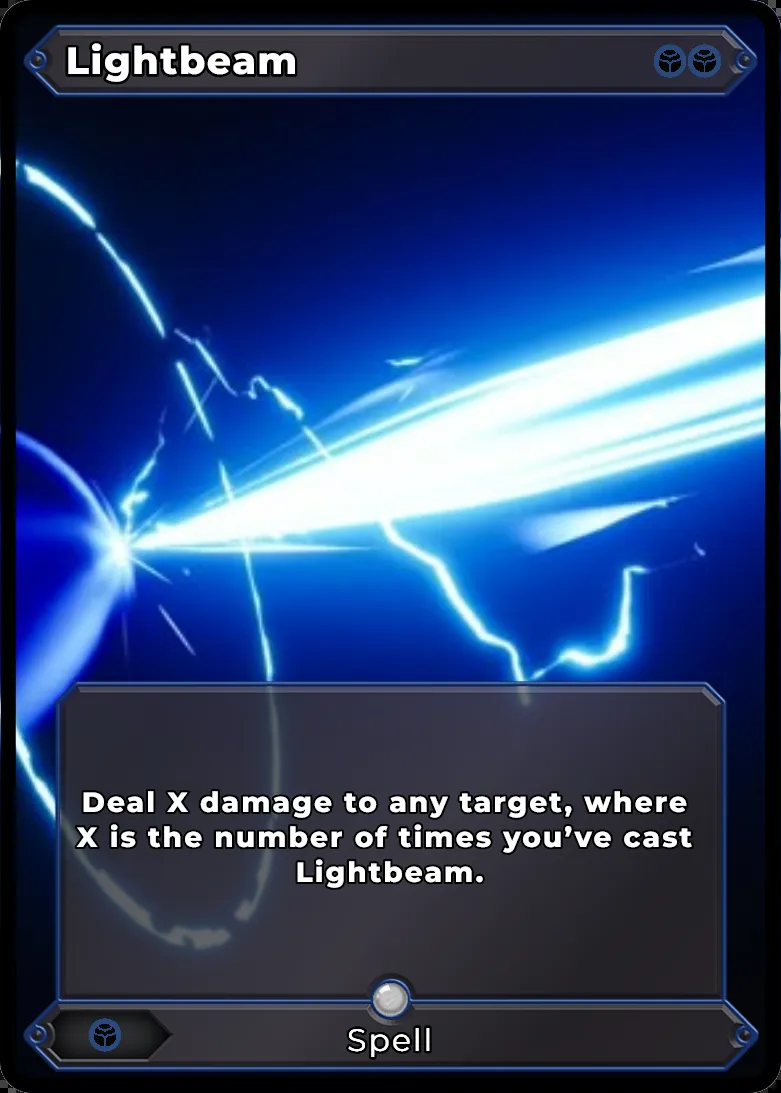 Lightbeam
Deal X damage to any target, where
X is the number of times you’ve cast
Lightbeam.
Spell